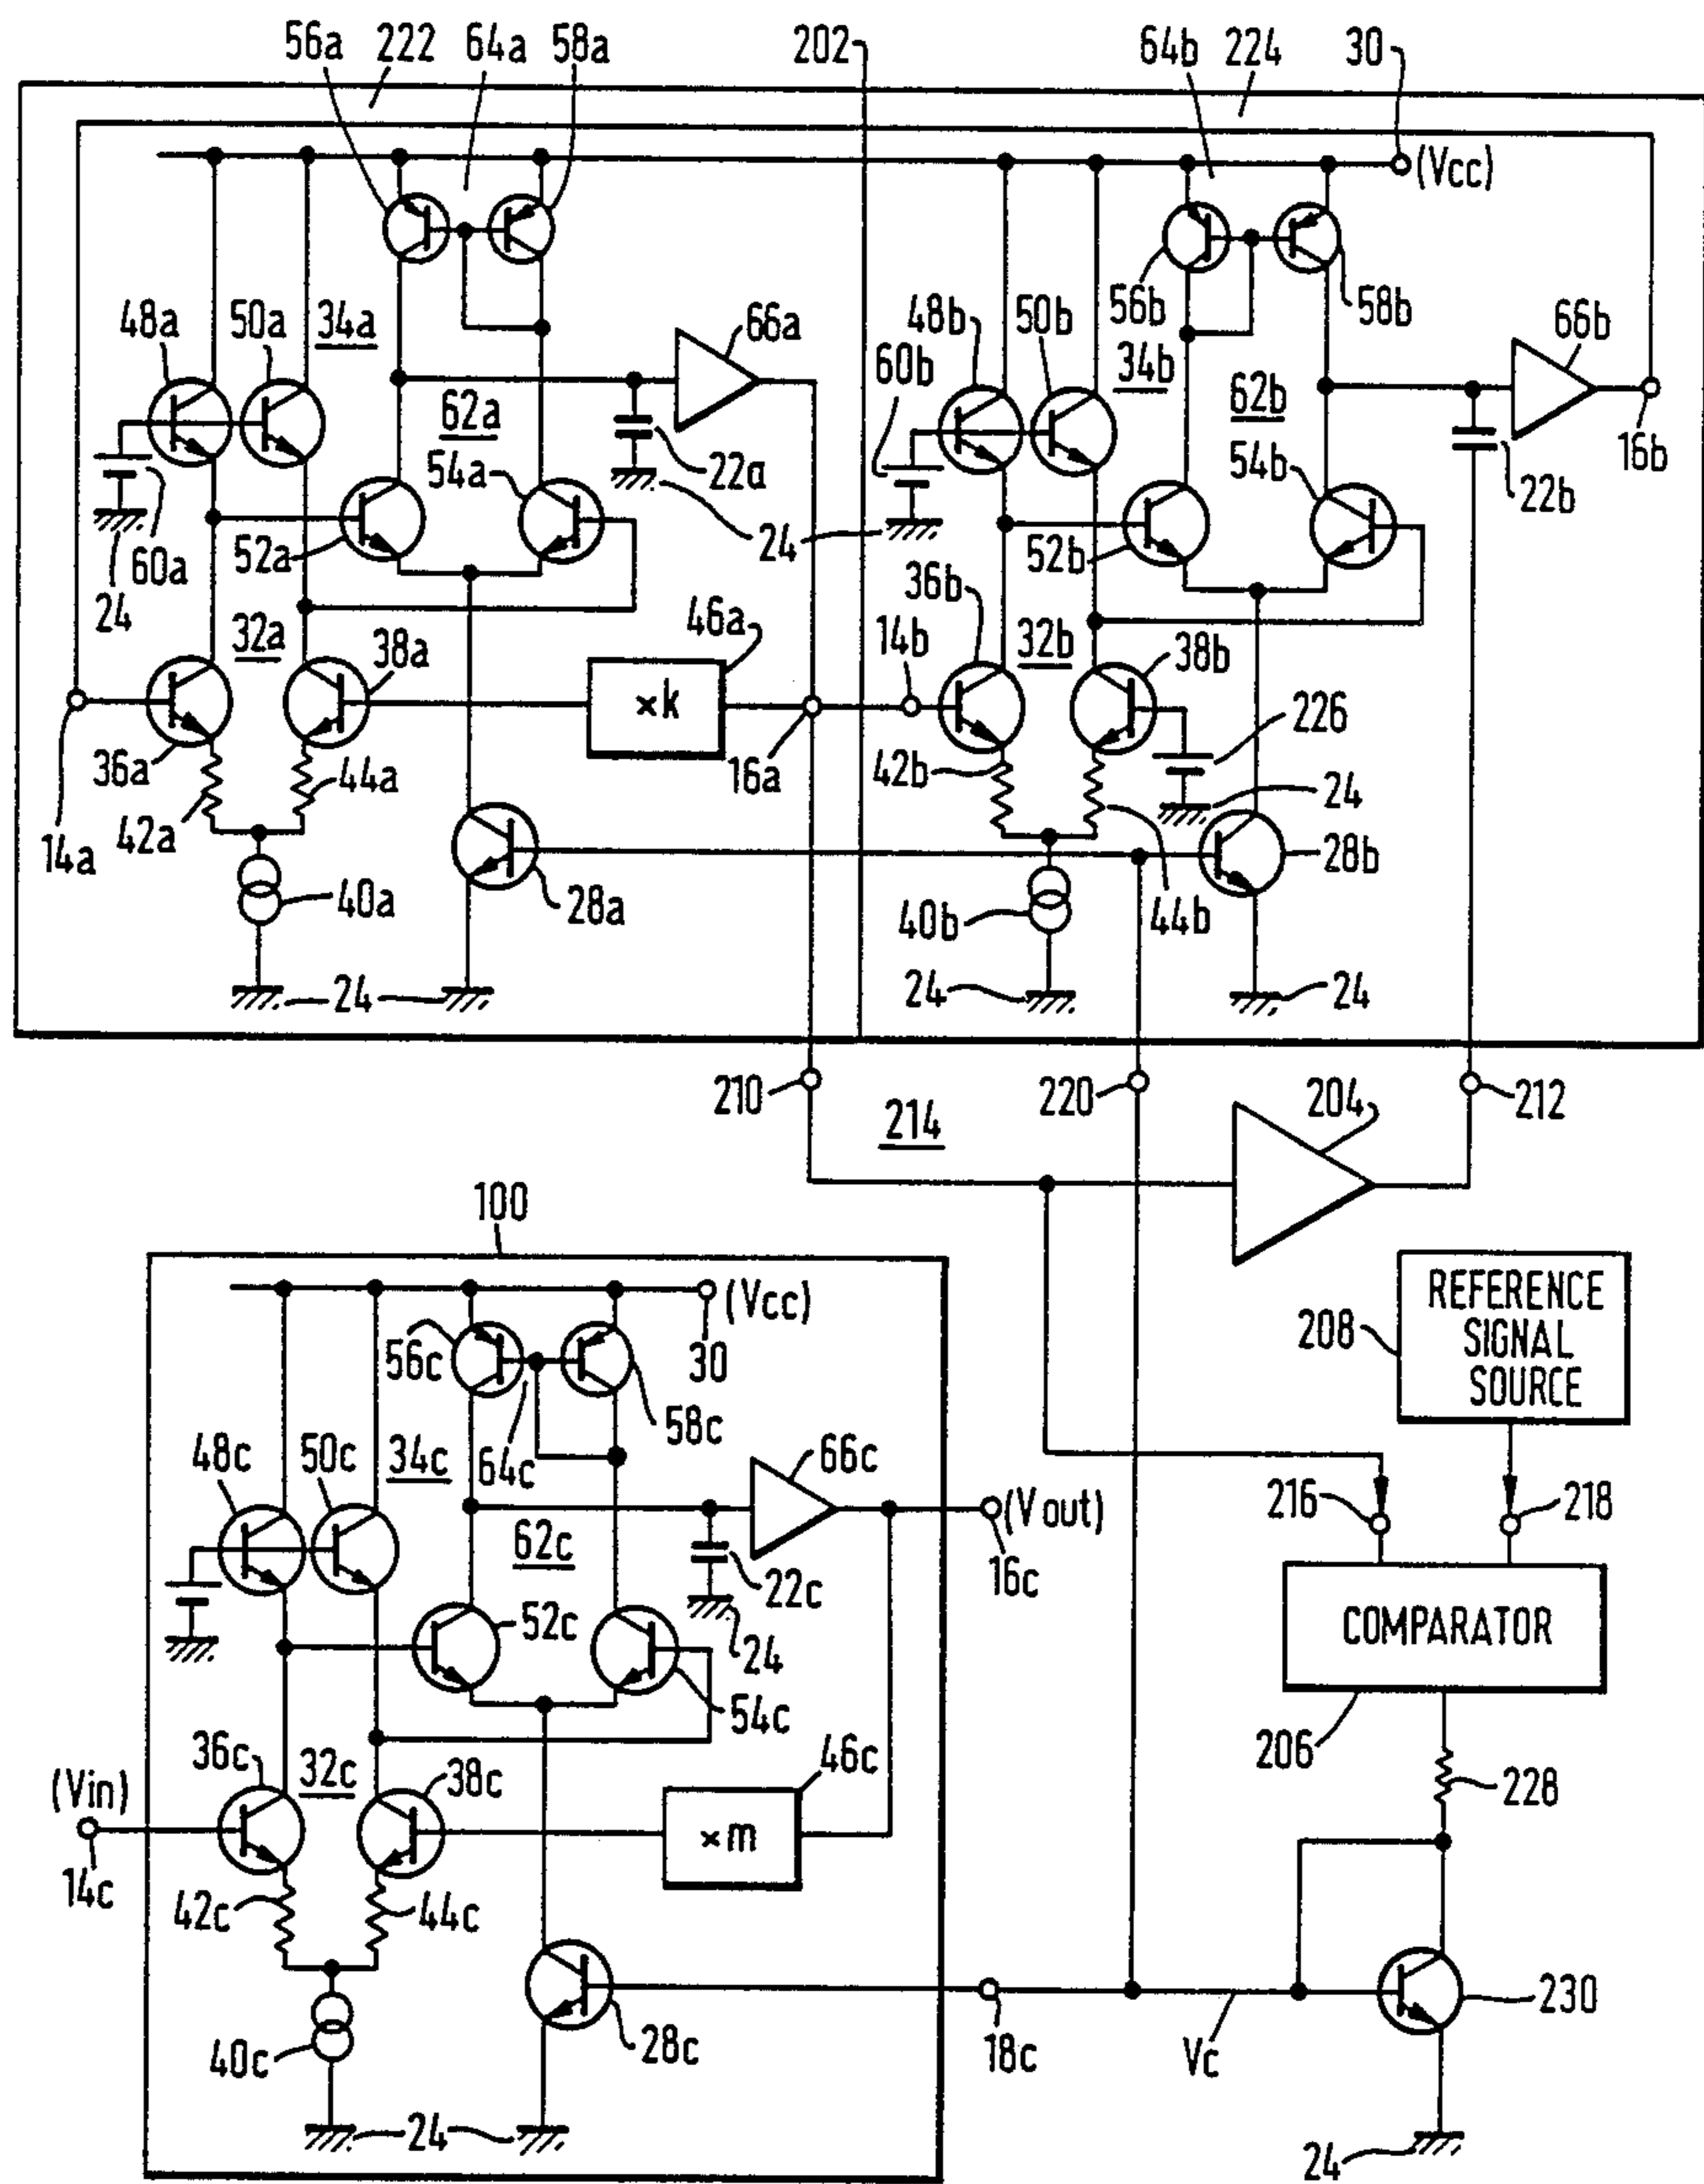 56a 222 64a 58a 202 64b 224 30
(Vcc)
48a 50a 34a 66a 48b 50b 56b 58b 66b
60b 34b
62a 62b
54a 22a 54b 22b 16b
52a 24 52b
60a
24 36b
32a 38a 46a 14b 32b 38b
×k 226
36a 44a 16a 42b 24
14a 42a 28b
40a 28a 40b 44b
24 24 24
210 220 204 212
214
100
(Vcc)
REFERENCE
SIGNAL
SOURCE
208
56c 30
58c
48c 50c 34c 64c 66c
216 218
(Vout)
62c 22c 16c
52c 24
COMPARATOR
54c
36c 32c 38c 46c 206
228
(Vin)
×m
14c
42c 44c
230
40c 28c 18c Vc
24 24